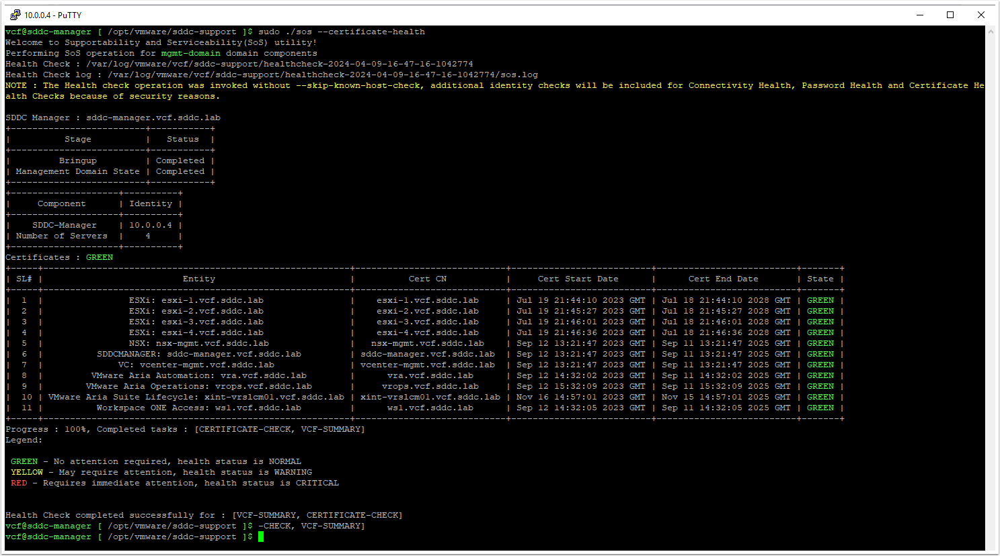 10.0.0.4 - PuTTY
vcf@sddc-manager [ /opt/vmware/sddc-support ]$ sudo ./sos --certificate-health
Welcome to Supportability and Serviceability(SoS) utility!
Performing SoS operation for mgmt-domain domain components
Health Check : /var/log/vmware/vcf/sddc-support/healthcheck-2024-04-09-16-47-16-1042774
Health Check log : /var/log/vmware/vcf/sddc-support/healthcheck-2024-04-09-16-47-16-1042774/sos.log
NOTE : The Health check operation was invoked without --skip-known-host-check, additional identity checks will be included for Connectivity Health, Password Health and Certificate He
alth Checks because of security reasons.
SDDC Manager : sddc-manager.vcf.sddc.lab
+-------------------------+-----------+
| Stage | Status |
+-------------------------+-----------+
| Bringup | Completed |
| Management Domain State | Completed |
+-------------------------+-----------+
+--------------------+----------+
| Component | Identity |
+--------------------+----------+
| SDDC-Manager | 10.0.0.4 |
| Number of Servers | 4 |
+--------------------+----------+
Certificates : GREEN
+-----+---------------------------------------------------------+----------------------------+--------------------------+--------------------------+-------+
| SL# | Entity | Cert CN | Cert Start Date | Cert End Date | State |
+-----+---------------------------------------------------------+----------------------------+--------------------------+--------------------------+-------+
| 1 | ESXi: esxi-1.vcf.sddc.lab | esxi-1.vcf.sddc.lab | Jul 19 21:44:10 2023 GMT | Jul 18 21:44:10 2028 GMT | GREEN |
| 2 | ESXi: esxi-2.vcf.sddc.lab | esxi-2.vcf.sddc.lab | Jul 19 21:45:27 2023 GMT | Jul 18 21:45:27 2028 GMT | GREEN |
| 3 | ESXi: esxi-3.vcf.sddc.lab | esxi-3.vcf.sddc.lab | Jul 19 21:46:01 2023 GMT | Jul 18 21:46:01 2028 GMT | GREEN |
| 4 | ESXi: esxi-4.vcf.sddc.lab | esxi-4.vcf.sddc.lab | Jul 19 21:46:36 2023 GMT | Jul 18 21:46:36 2028 GMT | GREEN |
| 5 | NSX: nsx-mgmt.vcf.sddc.lab | nsx-mgmt.vcf.sddc.lab | Sep 12 13:21:47 2023 GMT | Sep 11 13:21:47 2025 GMT | GREEN |
| 6 | SDDCMANAGER: sddc-manager.vcf.sddc.lab | sddc-manager.vcf.sddc.lab | Sep 12 13:21:47 2023 GMT | Sep 11 13:21:47 2025 GMT | GREEN |
| 7 | VC: vcenter-mgmt.vcf.sddc.lab | vcenter-mgmt.vcf.sddc.lab | Sep 12 13:21:47 2023 GMT | Sep 11 13:21:47 2025 GMT | GREEN |
| 8 | VMware Aria Automation: vra.vcf.sddc.lab | vra.vcf.sddc.lab | Sep 12 14:32:02 2023 GMT | Sep 11 14:32:02 2025 GMT | GREEN |
| 9 | VMware Aria Operations: vrops.vcf.sddc.lab | vrops.vcf.sddc.lab | Sep 12 15:32:09 2023 GMT | Sep 11 15:32:09 2025 GMT | GREEN |
| 10 | VMware Aria Suite Lifecycle: xint-vrslcm01.vcf.sddc.lab | xint-vrslcm01.vcf.sddc.lab | Nov 16 14:57:01 2023 GMT | Nov 15 14:57:01 2025 GMT | GREEN |
| 11 | Workspace ONE Access: ws1.vcf.sddc.lab | ws1.vcf.sddc.lab | Sep 12 14:32:05 2023 GMT | Sep 11 14:32:05 2025 GMT | GREEN |
+-----+---------------------------------------------------------+----------------------------+--------------------------+--------------------------+-------+
Progress : 100%, Completed tasks : [CERTIFICATE-CHECK, VCF-SUMMARY]
Legend:
GREEN - No attention required, health status is NORMAL
YELLOW - May require attention, health status is WARNING
RED - Requires immediate attention, health status is CRITICAL
Health Check completed successfully for : [VCF-SUMMARY, CERTIFICATE-CHECK]
vcf@sddc-manager [ /opt/vmware/sddc-support ]$ -CHECK, VCF-SUMMARY]
vcf@sddc-manager [ /opt/vmware/sddc-support ]$